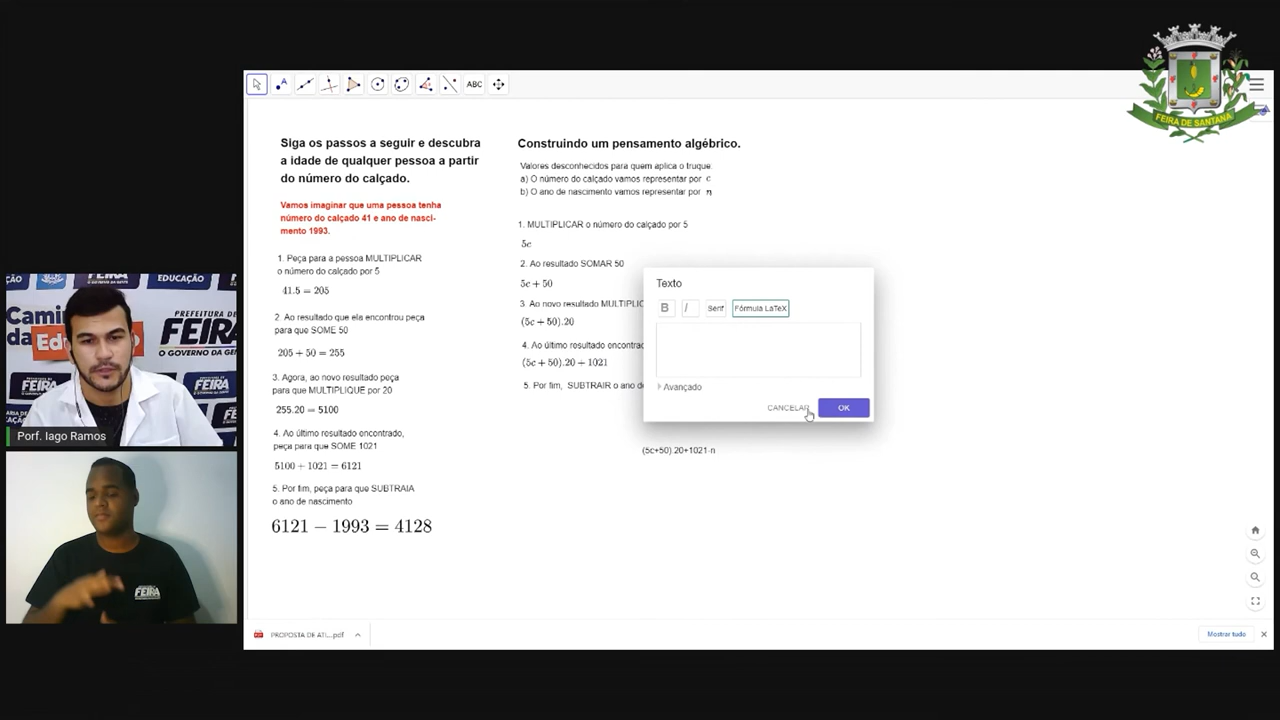 FEIRA DE SANTANA
ABC
Siga os passos a seguir e descubra
a idade de qualquer pessoa a partir
do número do calçado.
Vamos imaginar que uma pessoa tenha
número do calçado 41 e ano de nasci-
mento 1993.
1. Peça para a pessoa MULTIPLICAR
o número do calçado por 5
41.5 = 205
2. Ao resultado que ela encontrou peça
para que SOME 50
205 + 50 = 255
3. Agora, ao novo resultado peça
para que MULTIPLIQUE por 20
255.20 = 5100
4. Ao último resultado encontrado,
peça para que SOME 1021
5100 + 1021 = 6121
5. Por fim, peça para que SUBTRAIA
o ano de nascimento
6121 − 1993 = 4128
Construindo um pensamento algébrico.
Valores desconhecidos para quem aplica o truque:
a) O número do calçado vamos representar por c
b) O ano de nascimento vamos representar por n
1. MULTIPLICAR o número do calçado por 5
5c
2. Ao resultado SOMAR 50
5c + 50
3. Ao novo resultado MULTIPLIC
(5c + 50).20
4. Ao último resultado encontrad
(5c + 50).20 + 1021
5. Por fim, SUBTRAIR o ano d
(5c+50) 20+1021-n
Texto
B
I
Serif
Fórmula LaTeX
Avançado
CANCELAR
OK
PROPOSTA DE ATI....pdf
Mostrar tudo
EDUCAÇÃO
PREFEITURA
FEIRA
O GOVERNO DA GENTE
Porf. Iago Ramos
FEIRA